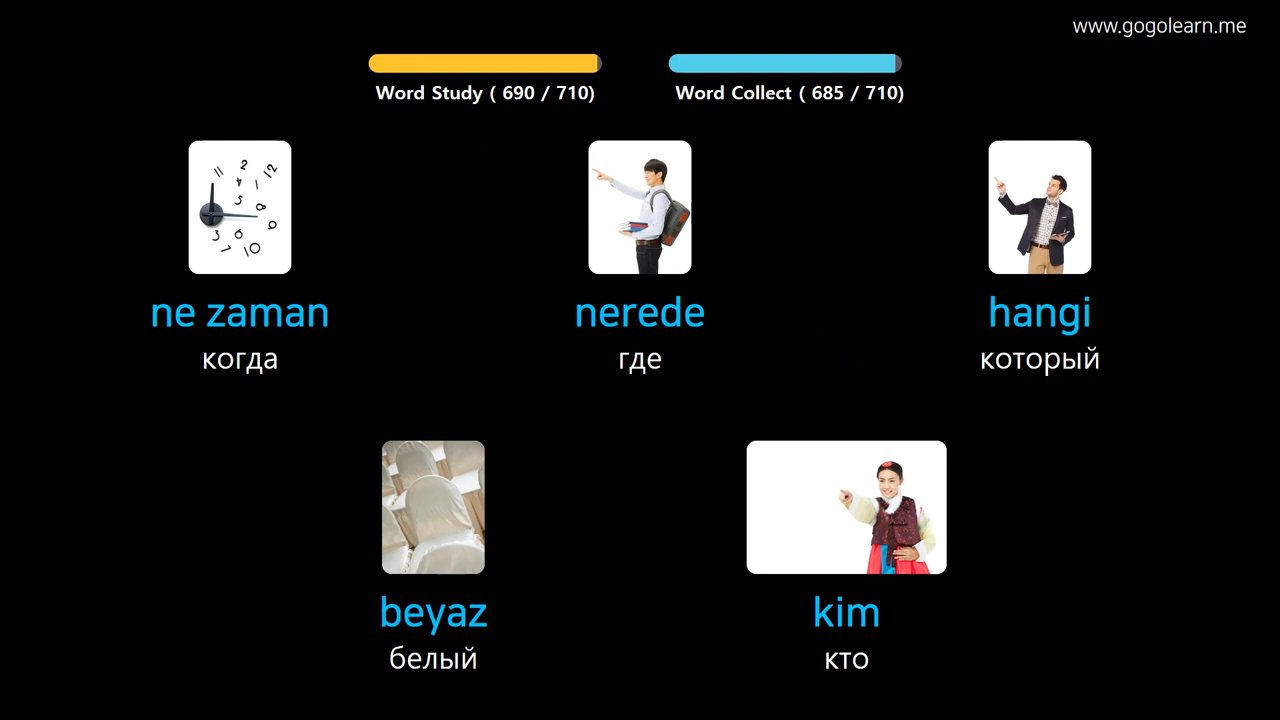 www.gogolearn.me
Word Study ( 690 / 710)
Word Collect ( 685 / 710)
ne zaman
когда
nerede
где
hangi
который
beyaz
белый
kim
кто